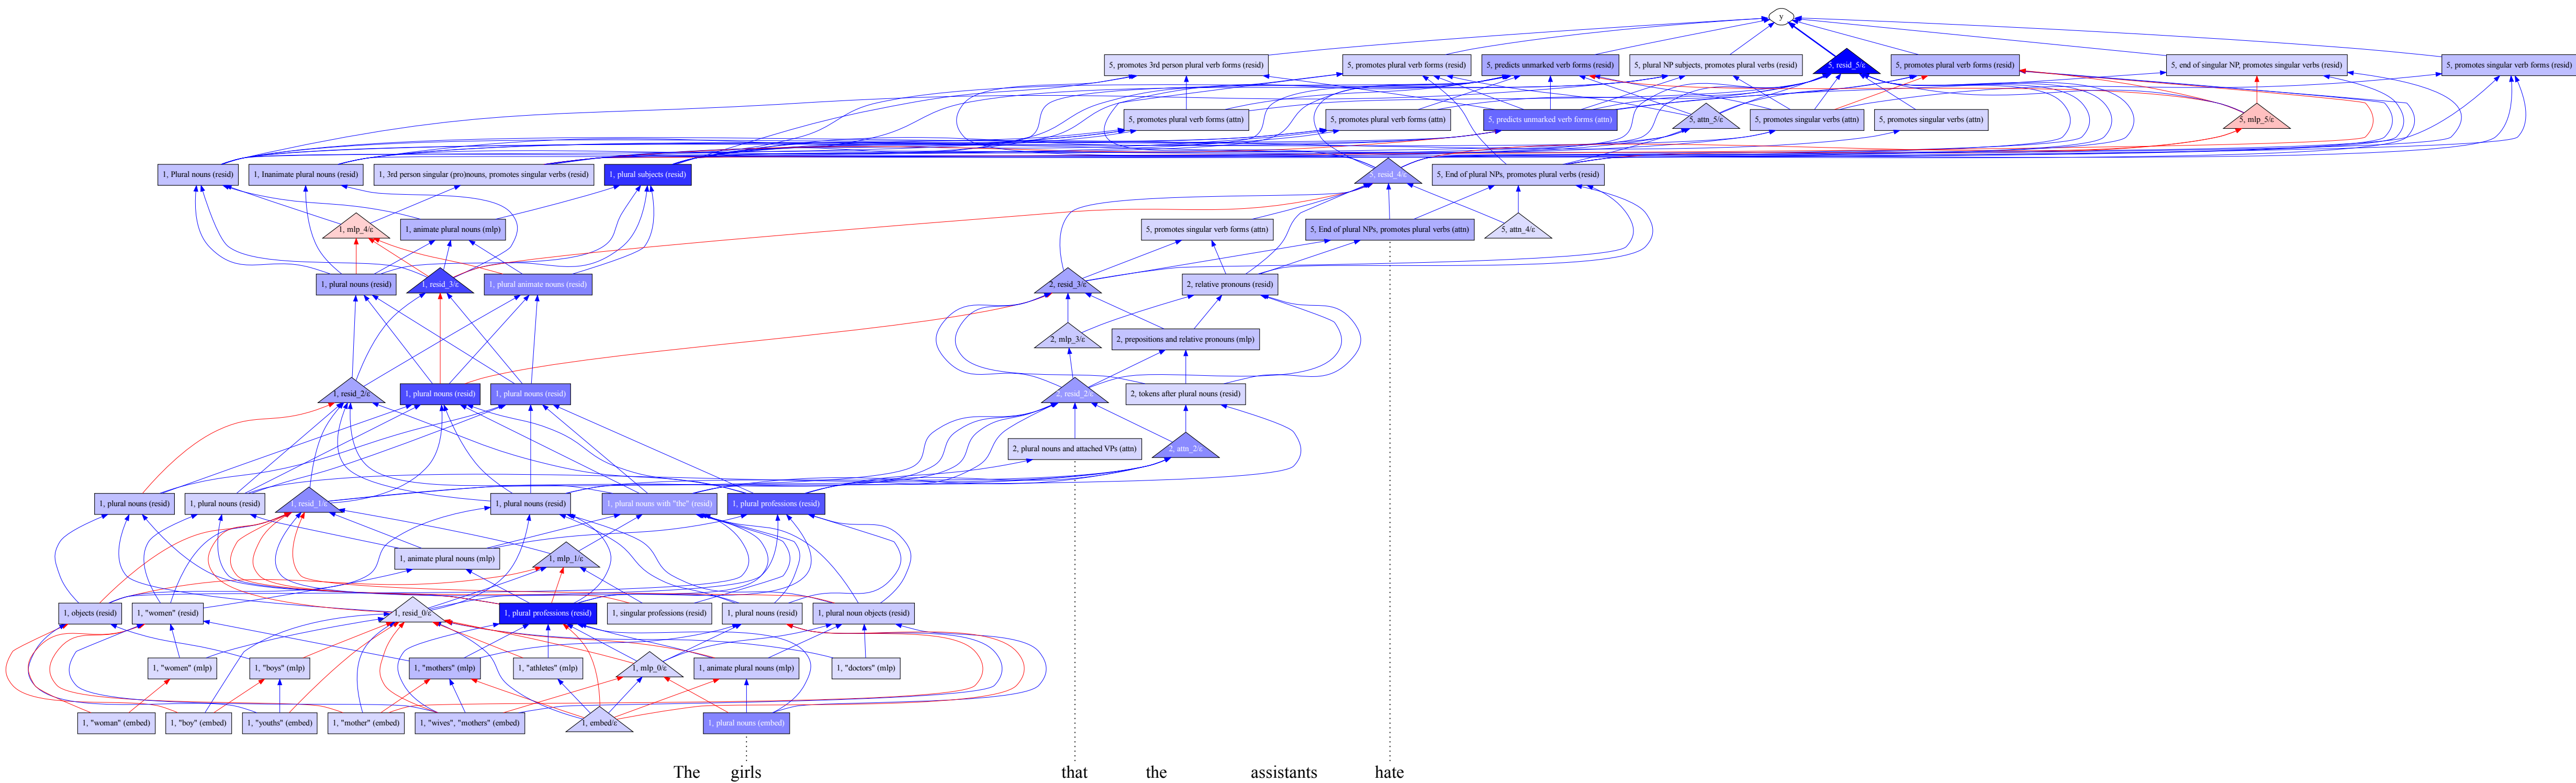 y
5, promotes 3rd person plural verb forms (resid)
5, promotes plural verb forms (resid)
5, predicts unmarked verb forms (resid)
5, plural NP subjects, promotes plural verbs (resid)
5, resid_5/ε
5, promotes plural verb forms (resid)
5, end of singular NP, promotes singular verbs (resid)
5, promotes singular verb forms (resid)
5, promotes plural verb forms (attn)
5, promotes plural verb forms (attn)
5, predicts unmarked verb forms (attn)
5, attn_5/ε
5, promotes singular verbs (attn)
5, promotes singular verbs (attn)
5, mlp_5/ε
1, Plural nouns (resid)
1, Inanimate plural nouns (resid)
1, 3rd person singular (pro)nouns, promotes singular verbs (resid)
1, plural subjects (resid)
5, resid_4/ε
5, End of plural NPs, promotes plural verbs (resid)
1, mlp_4/ε
1, animate plural nouns (mlp)
5, promotes singular verb forms (attn)
5, End of plural NPs, promotes plural verbs (attn)
5, attn_4/ε
1, plural nouns (resid)
1, resid_3/ε
1, plural animate nouns (resid)
2, resid_3/ε
2, relative pronouns (resid)
2, mlp_3/ε
2, prepositions and relative pronouns (mlp)
1, resid_2/ε
1, plural nouns (resid)
1, plural nouns (resid)
2, resid_2/ε
2, tokens after plural nouns (resid)
2, plural nouns and attached VPs (attn)
2, attn_2/ε
1, plural nouns (resid)
1, plural nouns (resid)
1, resid_1/ε
1, plural nouns (resid)
1, plural nouns with "the" (resid)
1, plural professions (resid)
1, animate plural nouns (mlp)
1, mlp_1/ε
1, objects (resid)
1, "women" (resid)
1, resid_0/ε
1, plural professions (resid)
1, singular professions (resid)
1, plural nouns (resid)
1, plural noun objects (resid)
1, "women" (mlp)
1, "boys" (mlp)
1, "mothers" (mlp)
1, "athletes" (mlp)
1, mlp_0/ε
1, animate plural nouns (mlp)
1, "doctors" (mlp)
1, "woman" (embed)
1, "boy" (embed)
1, "youths" (embed)
1, "mother" (embed)
1, "wives", "mothers" (embed)
1, embed/ε
1, plural nouns (embed)
The girls that the assistants hate